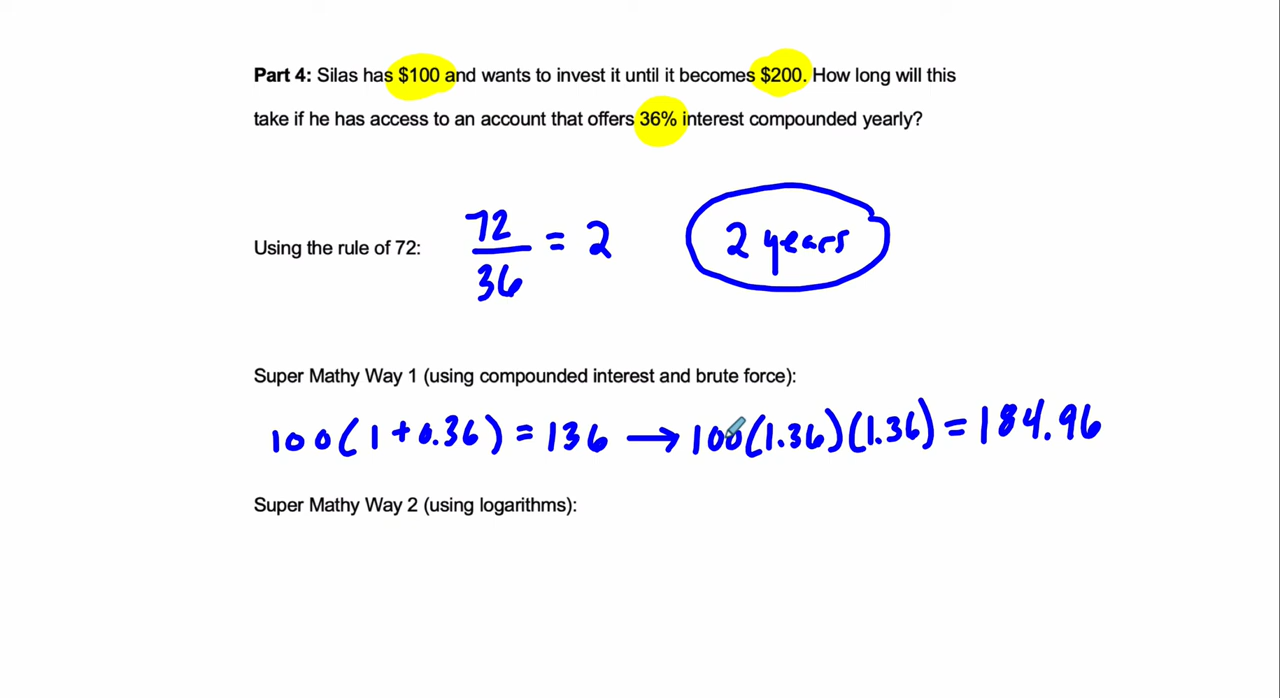 Part 4: Silas has $100 and wants to invest it until it becomes $200. How long will this
take if he has access to an account that offers 36% interest compounded yearly?
Using the rule of 72: 72/36 = 2 2 years
Super Mathy Way 1 (using compounded interest and brute force):
100(1+0.36) = 136 → 100(1.36)(1.36) = 184.96
Super Mathy Way 2 (using logarithms):